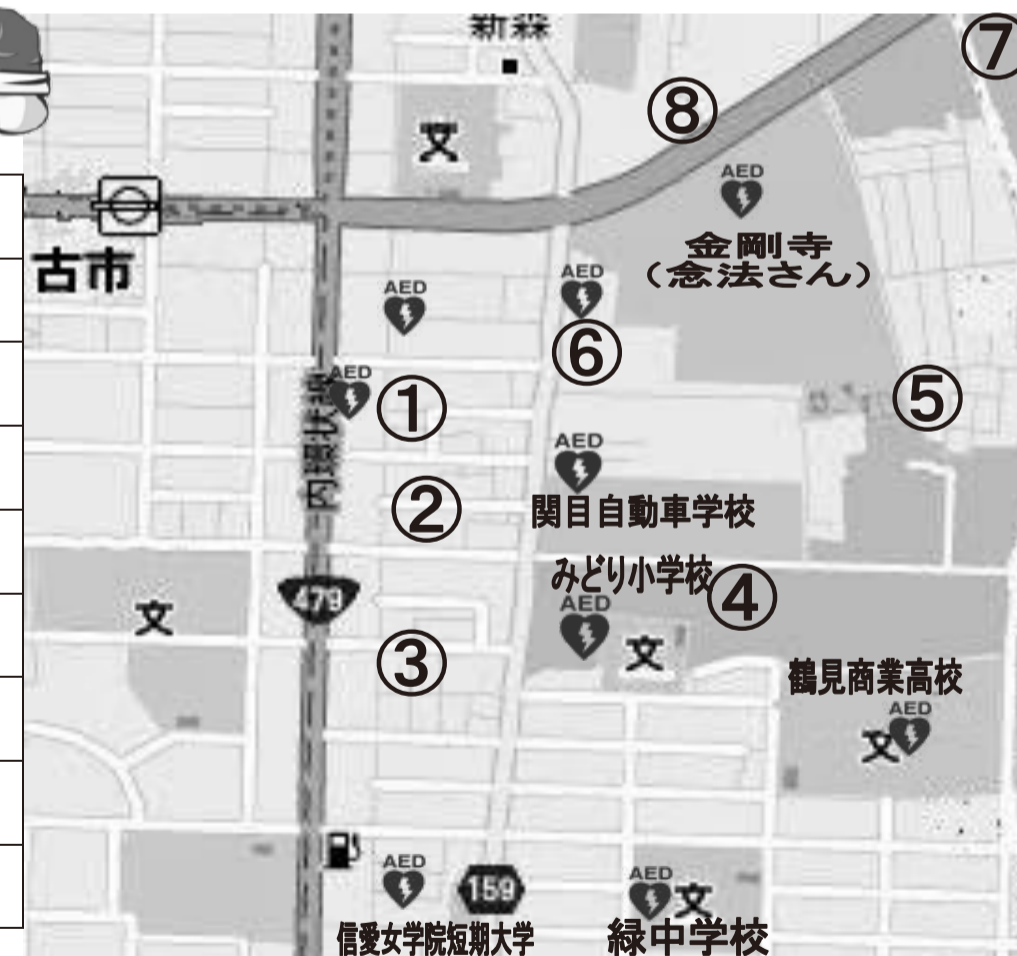 新森
⑦
⑧
文
AED
金剛寺
（念法さん）
古市
AED
AED
⑥
AED
①
⑤
内環状線
AED
②
関目自動車学校
みどり小学校
④
AED
479
文
文
③
鶴見商業高校
AED
文
AED
159
AED
文
信愛女学院短期大学
緑中学校